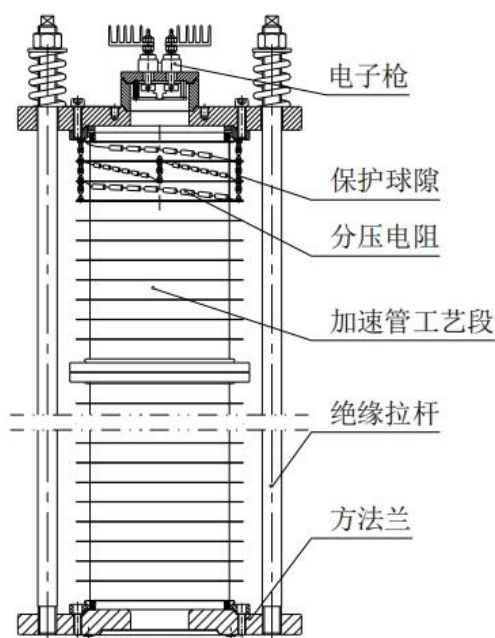 电子枪
保护球隙
分压电阻
加速管工艺段
绝缘拉杆
方法兰